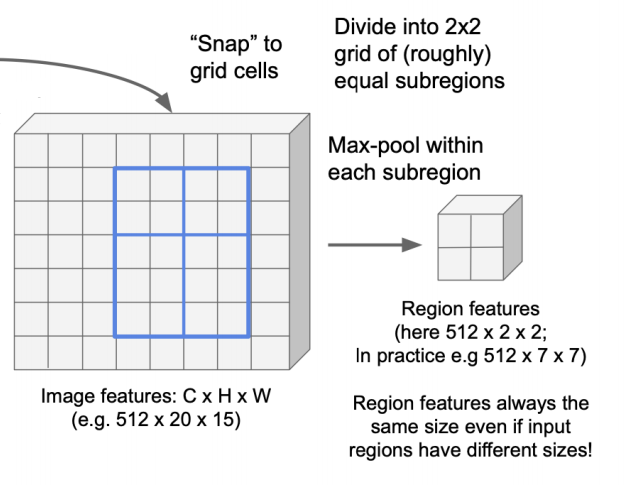 “Snap” to
grid cells
Divide into 2x2
grid of (roughly)
equal subregions
Max-pool within
each subregion
Region features
(here 512 x 2 x 2;
In practice e.g 512 x 7 x 7)
Image features: C x H x W
(e.g. 512 x 20 x 15)
Region features always the
same size even if input
regions have different sizes!